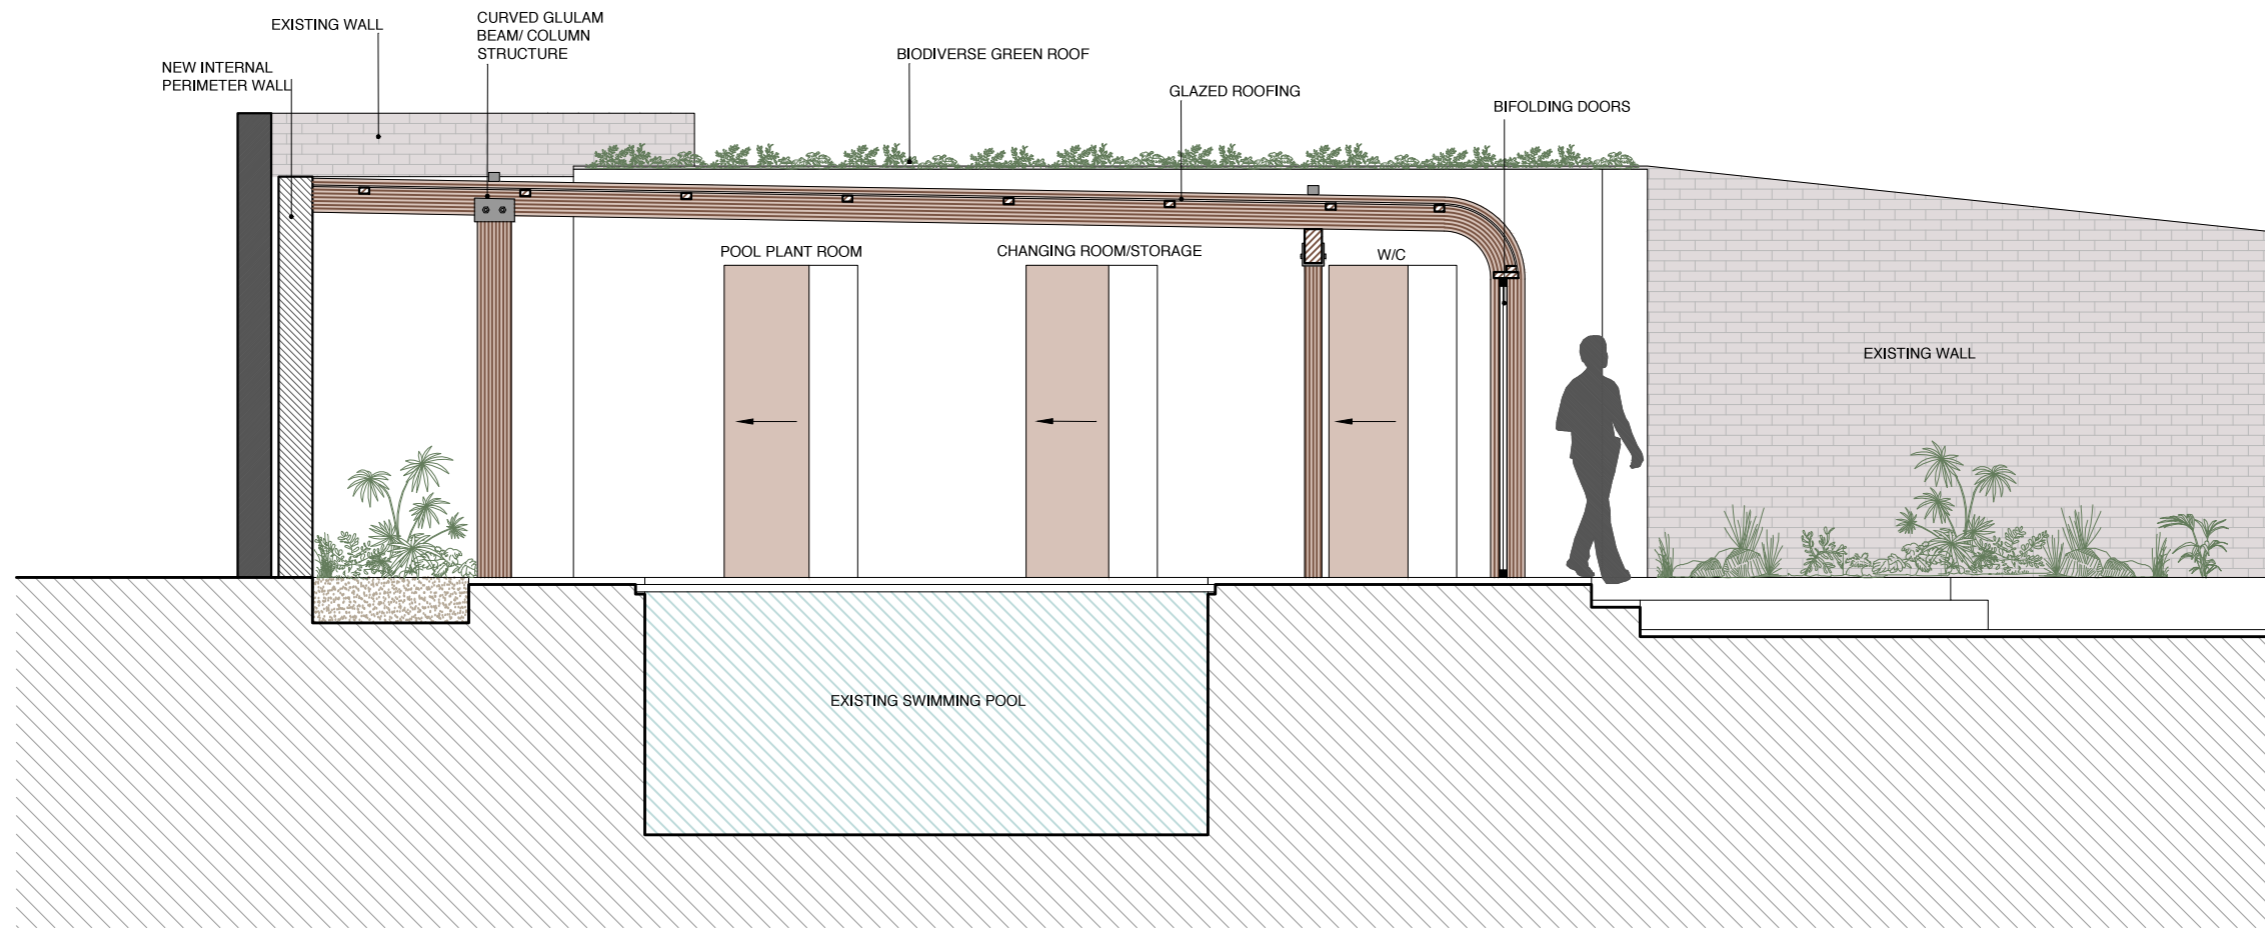 EXISTING WALL
CURVED GLULAM
BEAM/ COLUMN
STRUCTURE
NEW INTERNAL
PERIMETER WALL
BIODIVERSE GREEN ROOF
GLAZED ROOFING
BIFOLDING DOORS
POOL PLANT ROOM
CHANGING ROOM/STORAGE
W/C
EXISTING WALL
EXISTING SWIMMING POOL